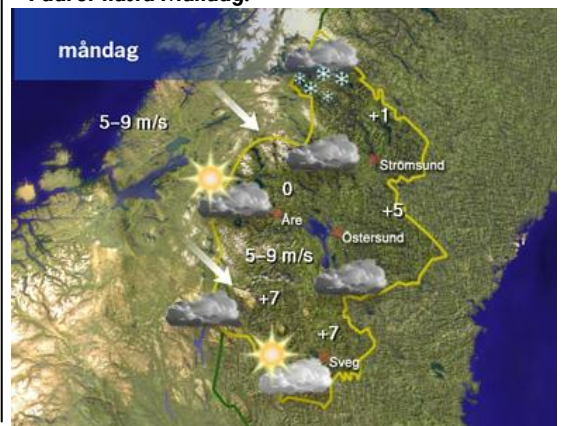 måndag
+1
5–9 m/s
Strömsund
0
+5
Åre
Östersund
5–9 m/s
+7
+7
Sveg